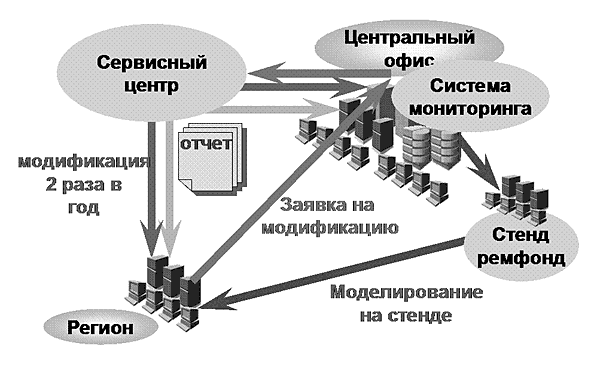 Сервисный
центр
Центральный
офис
Система
мониторинга
отчет
модификация
2 раза в
год
Заявка на
модификацию
Стенд
ремфонд
Моделирование
на стенде
Регион